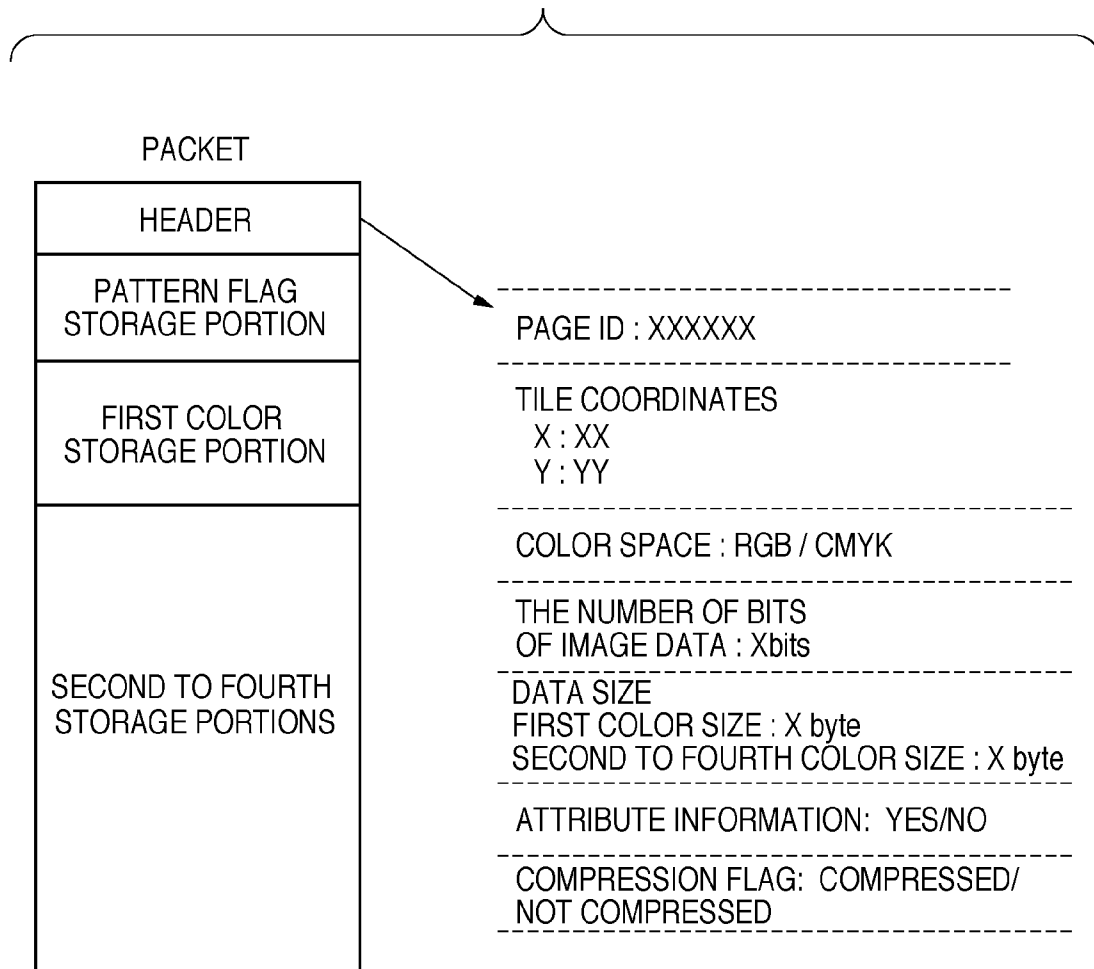 PACKET
HEADER
PATTERN FLAG
STORAGE PORTION
FIRST COLOR
STORAGE PORTION
SECOND TO FOURTH
STORAGE PORTIONS
PAGE ID : XXXXXX
TILE COORDINATES
X : XX
Y : YY
COLOR SPACE : RGB / CMYK
THE NUMBER OF BITS
OF IMAGE DATA : Xbits
DATA SIZE
FIRST COLOR SIZE : X byte
SECOND TO FOURTH COLOR SIZE : X byte
ATTRIBUTE INFORMATION: YES/NO
COMPRESSION FLAG: COMPRESSED/
NOT COMPRESSED